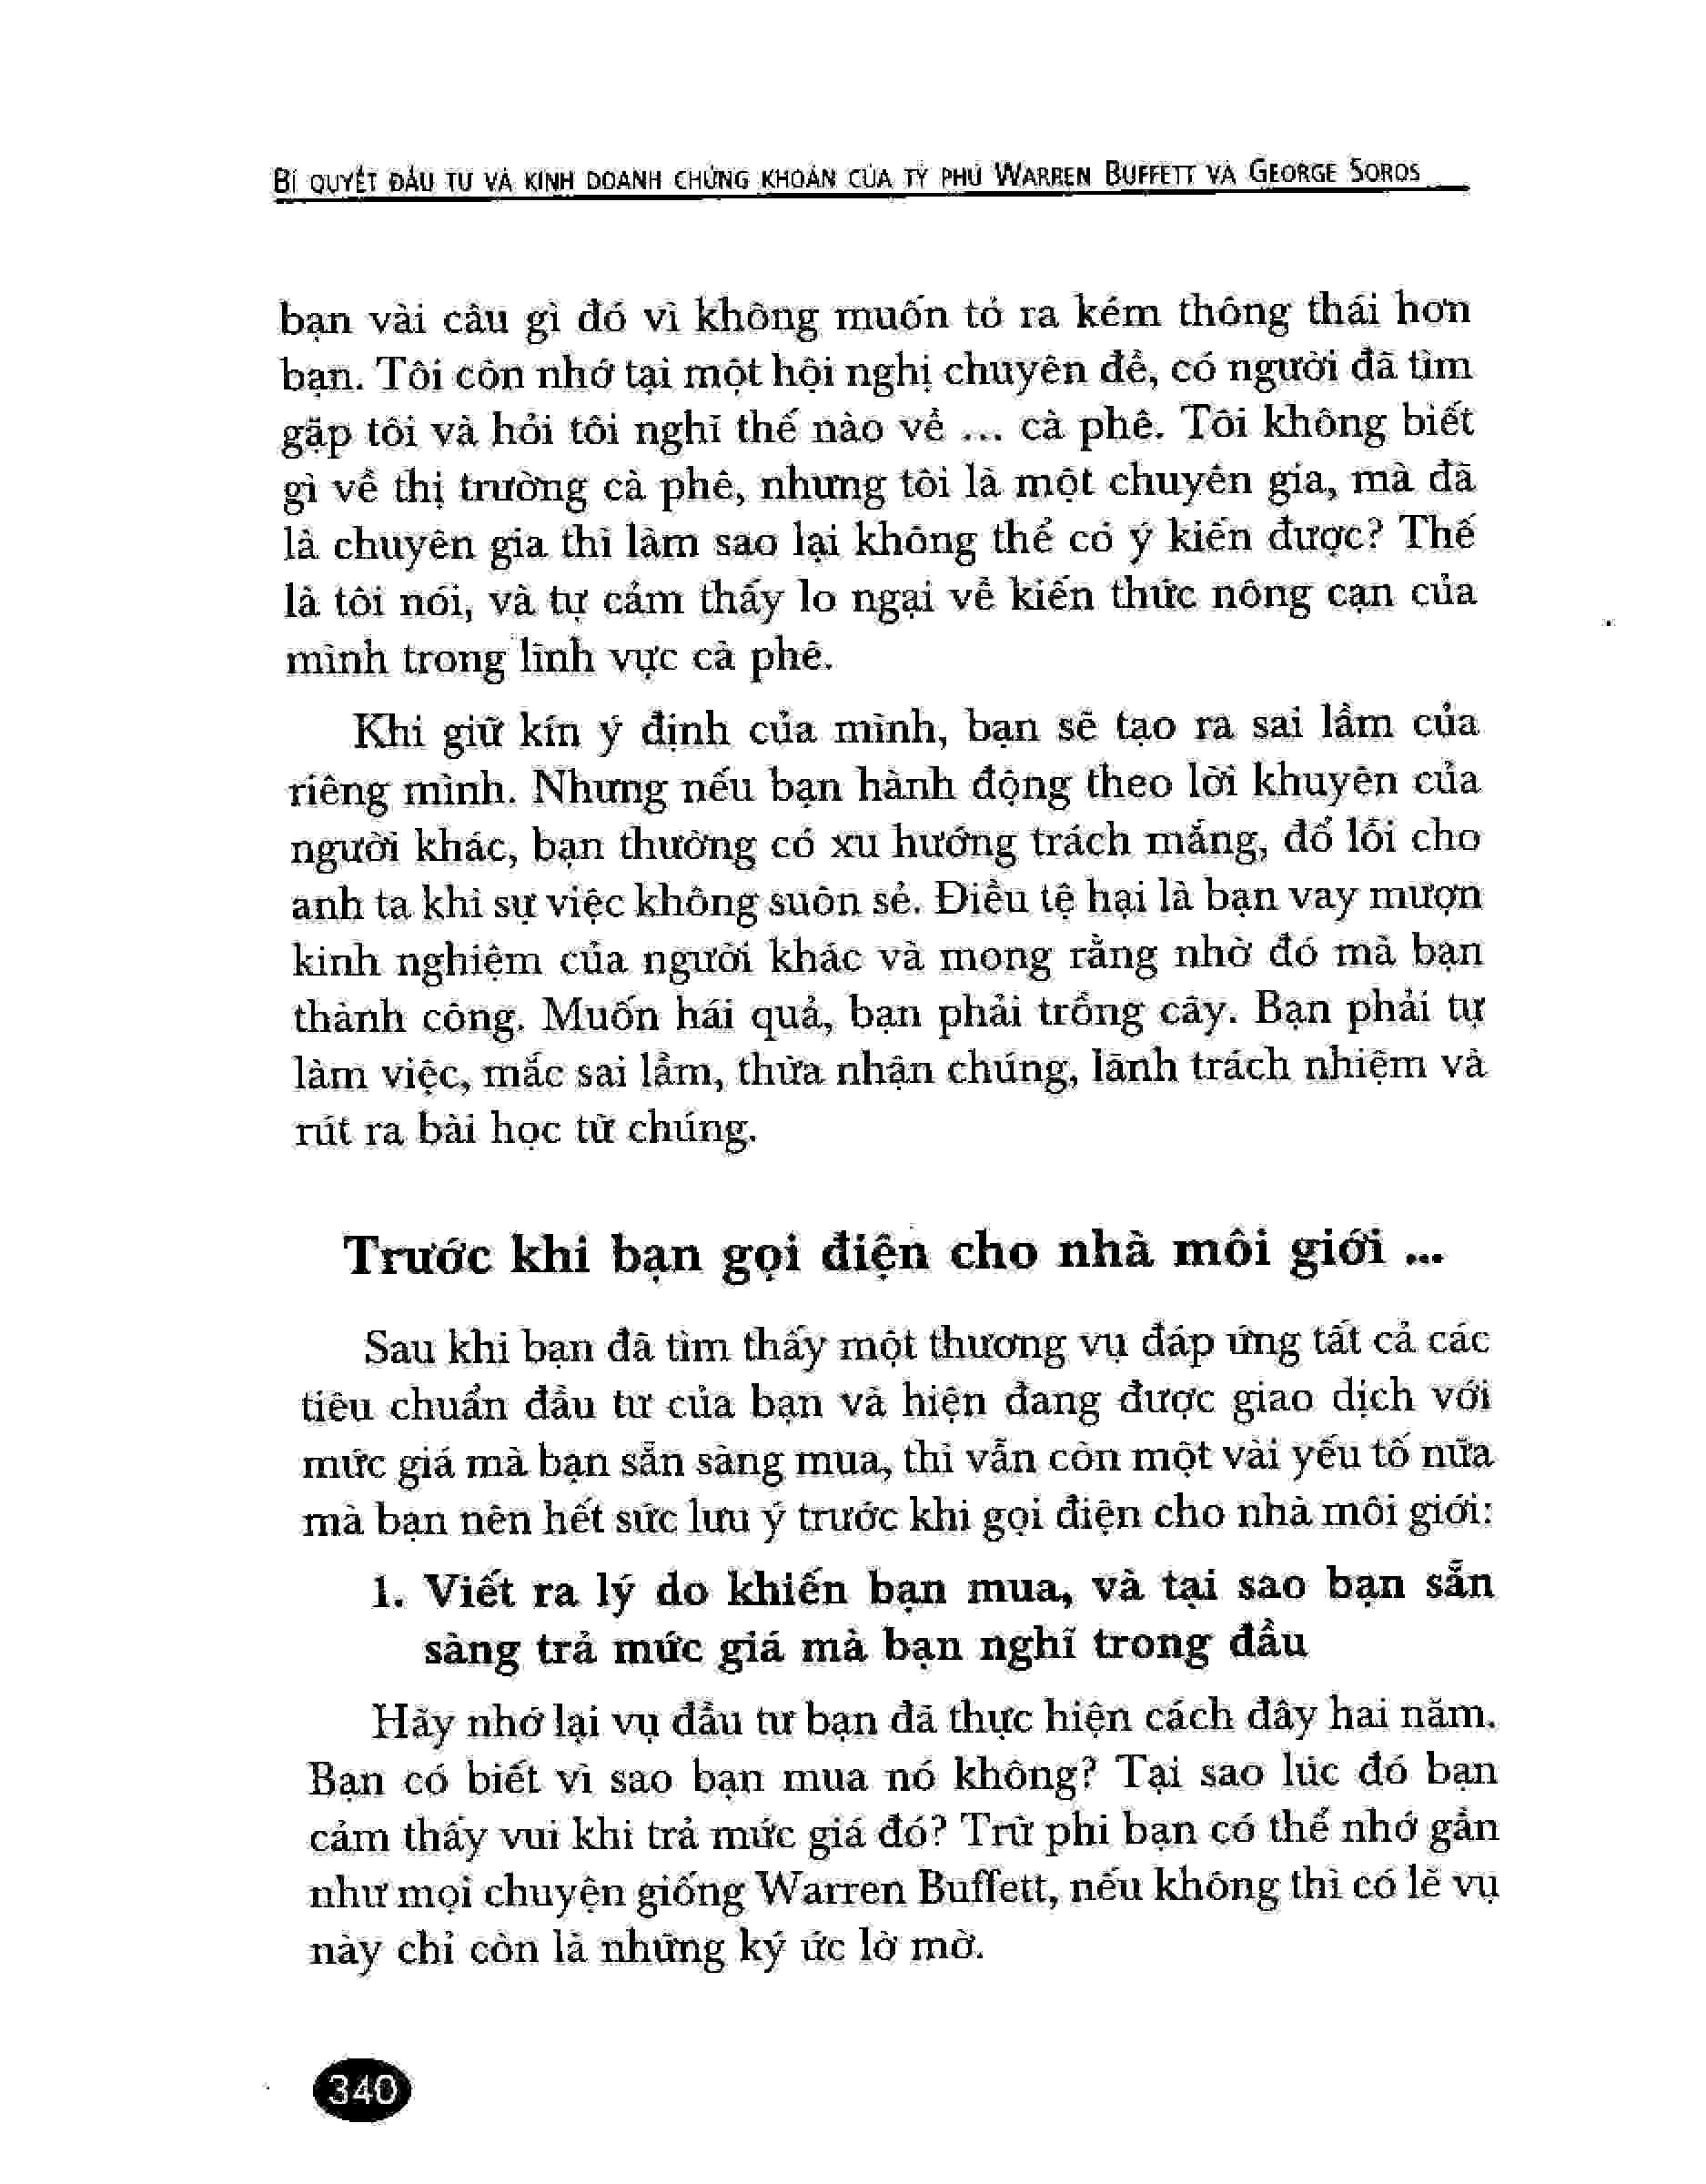 BÍ QUYẾT ĐẦU TƯ VÀ KINH DOANH CHỨNG KHOÁN CỦA TỶ PHÚ WARREN BUFFETT VÀ GEORGE SOROS
bạn vài câu gì đó vì không muốn tỏ ra kém thông thái hơn
bạn. Tôi còn nhớ tại một hội nghị chuyên đề, có người đã tìm
gặp tôi và hỏi tôi nghĩ thế nào về ... cà phê. Tôi không biết
gì về thị trường cà phê, nhưng tôi là một chuyên gia, mà đã
là chuyên gia thì làm sao lại không thể có ý kiến được? Thế
là tôi nói, và tự cảm thấy lo ngại về kiến thức nông cạn của
mình trong lĩnh vực cà phê.
Khi giữ kín ý định của mình, bạn sẽ tạo ra sai lầm của
riêng mình. Nhưng nếu bạn hành động theo lời khuyên của
người khác, bạn thường có xu hướng trách mắng, đổ lỗi cho
anh ta khi sự việc không suôn sẻ. Điều tệ hại là bạn vay mượn
kinh nghiệm của người khác và mong rằng nhờ đó mà bạn
thành công. Muốn hái quả, bạn phải trồng cây. Bạn phải tự
làm việc, mắc sai lầm, thừa nhận chúng, lãnh trách nhiệm và
rút ra bài học từ chúng.
Trước khi bạn gọi điện cho nhà môi giới ...
Sau khi bạn đã tìm thấy một thương vụ đáp ứng tất cả các
tiêu chuẩn đầu tư của bạn và hiện đang được giao dịch với
mức giá mà bạn sẵn sàng mua, thì vẫn còn một vài yếu tố nữa
mà bạn nên hết sức lưu ý trước khi gọi điện cho nhà môi giới:
1. Viết ra lý do khiến bạn mua, và tại sao bạn sẵn
sàng trả mức giá mà bạn nghĩ trong đầu
Hãy nhớ lại vụ đầu tư bạn đã thực hiện cách đây hai năm.
Bạn có biết vì sao bạn mua nó không? Tại sao lúc đó bạn
cảm thấy vui khi trả mức giá đó? Trừ phi bạn có thể nhớ gần
như mọi chuyện giống Warren Buffett, nếu không thì có lẽ vụ
này chỉ còn là những ký ức lờ mờ.
340